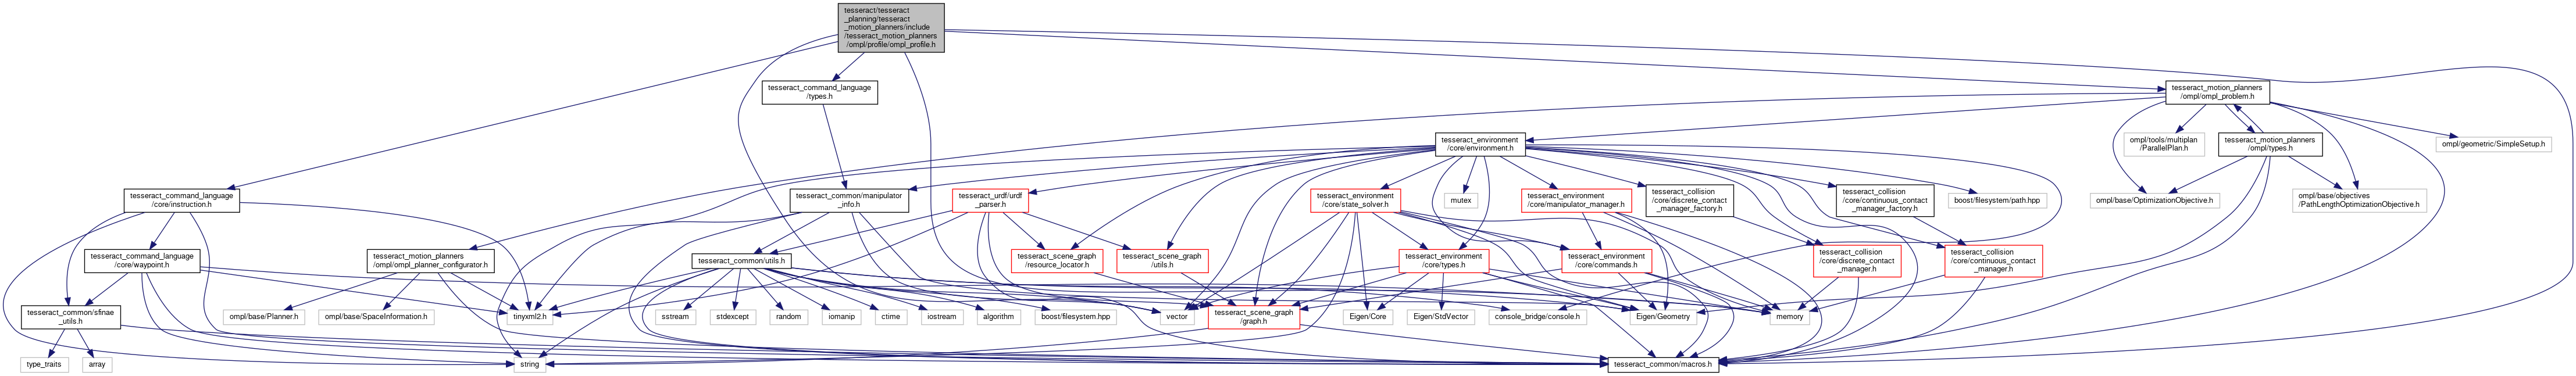 tesseract/tesseract
_planning/tesseract
_motion_planners/include
/tesseract_motion_planners
/ompl/profile/ompl_profile.h
tesseract_command_language
/types.h
tesseract_motion_planners
/ompl/ompl_problem.h
tesseract_environment
/core/environment.h
ompl/tools/multiplan
/ParallelPlan.h
tesseract_motion_planners
/ompl/types.h
ompl/geometric/SimpleSetup.h
tesseract_command_language
/core/instruction.h
tesseract_common/manipulator
_info.h
tesseract_urdf/urdf
_parser.h
tesseract_environment
/core/state_solver.h
mutex
tesseract_environment
/core/manipulator_manager.h
tesseract_collision
/core/discrete_contact
_manager_factory.h
tesseract_collision
/core/continuous_contact
_manager_factory.h
boost/filesystem/path.hpp
ompl/base/OptimizationObjective.h
ompl/base/objectives
/PathLengthOptimizationObjective.h
tesseract_command_language
/core/waypoint.h
tesseract_motion_planners
/ompl/ompl_planner_configurator.h
tesseract_common/utils.h
tesseract_scene_graph
/resource_locator.h
tesseract_scene_graph
/utils.h
tesseract_environment
/core/types.h
tesseract_environment
/core/commands.h
tesseract_collision
/core/discrete_contact
_manager.h
tesseract_collision
/core/continuous_contact
_manager.h
tesseract_common/sfinae
_utils.h
ompl/base/Planner.h
ompl/base/SpaceInformation.h
tinyxml2.h
sstream
stdexcept
random
iomanip
ctime
iostream
algorithm
boost/filesystem.hpp
vector
tesseract_scene_graph
/graph.h
Eigen/Core
Eigen/StdVector
console_bridge/console.h
Eigen/Geometry
memory
type_traits
array
string
tesseract_common/macros.h